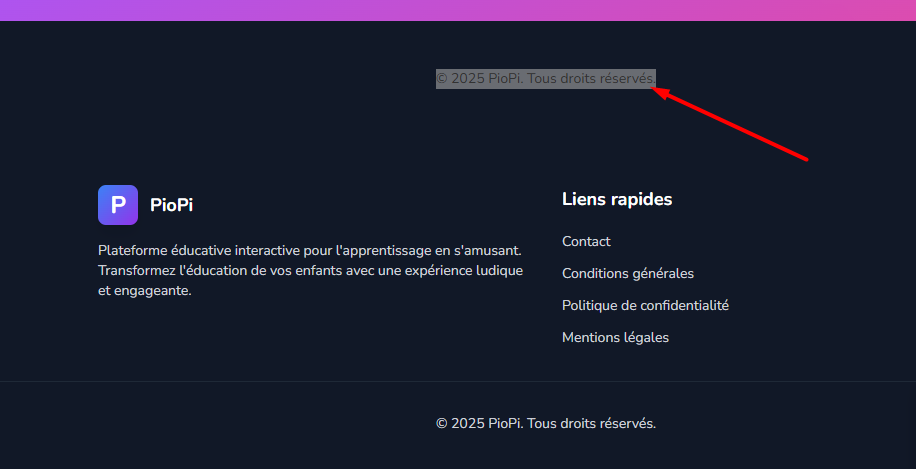 © 2025 PioPi. Tous droits réservés.
P
PioPi
Plateforme éducative interactive pour l'apprentissage en s'amusant.
Transformez l'éducation de vos enfants avec une expérience ludique
et engageante.
Liens rapides
Contact
Conditions générales
Politique de confidentialité
Mentions légales
© 2025 PioPi. Tous droits réservés.